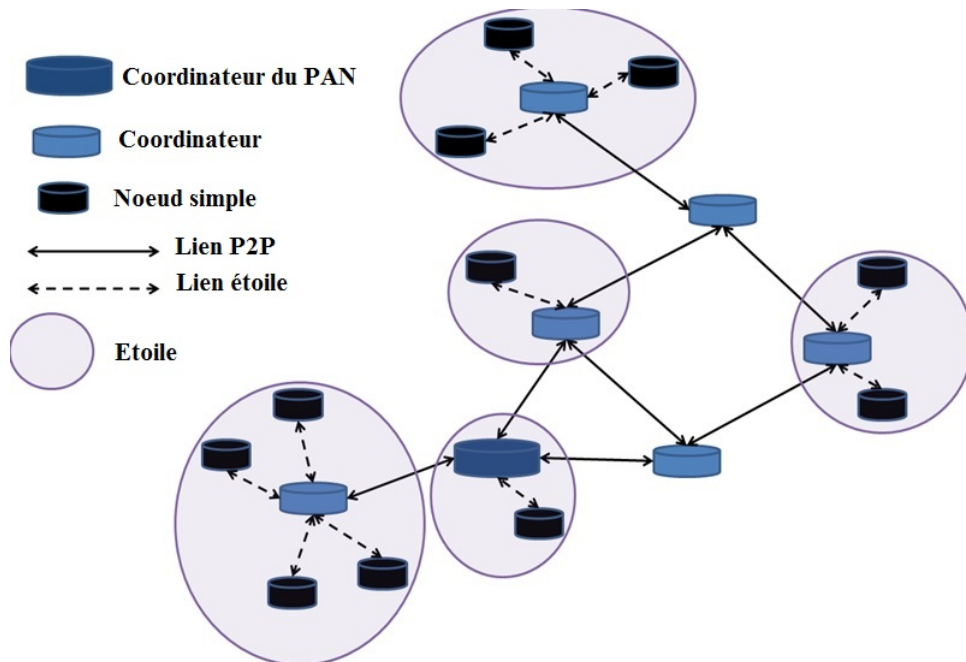 Coordinateur du PAN
Coordinateur
Noeud simple
Lien P2P
Lien étoile
Etoile